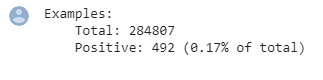 Examples:
    Total: 284807
    Positive: 492 (0.17% of total)